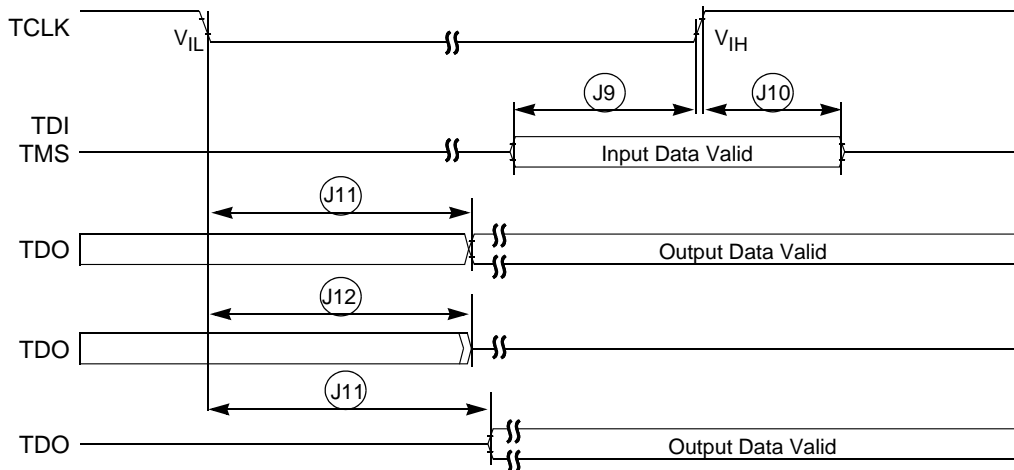 TCLK
VIL
VIH
J9
J10
TDI
TMS
Input Data Valid
J11
TDO
Output Data Valid
J12
TDO
J11
TDO
Output Data Valid